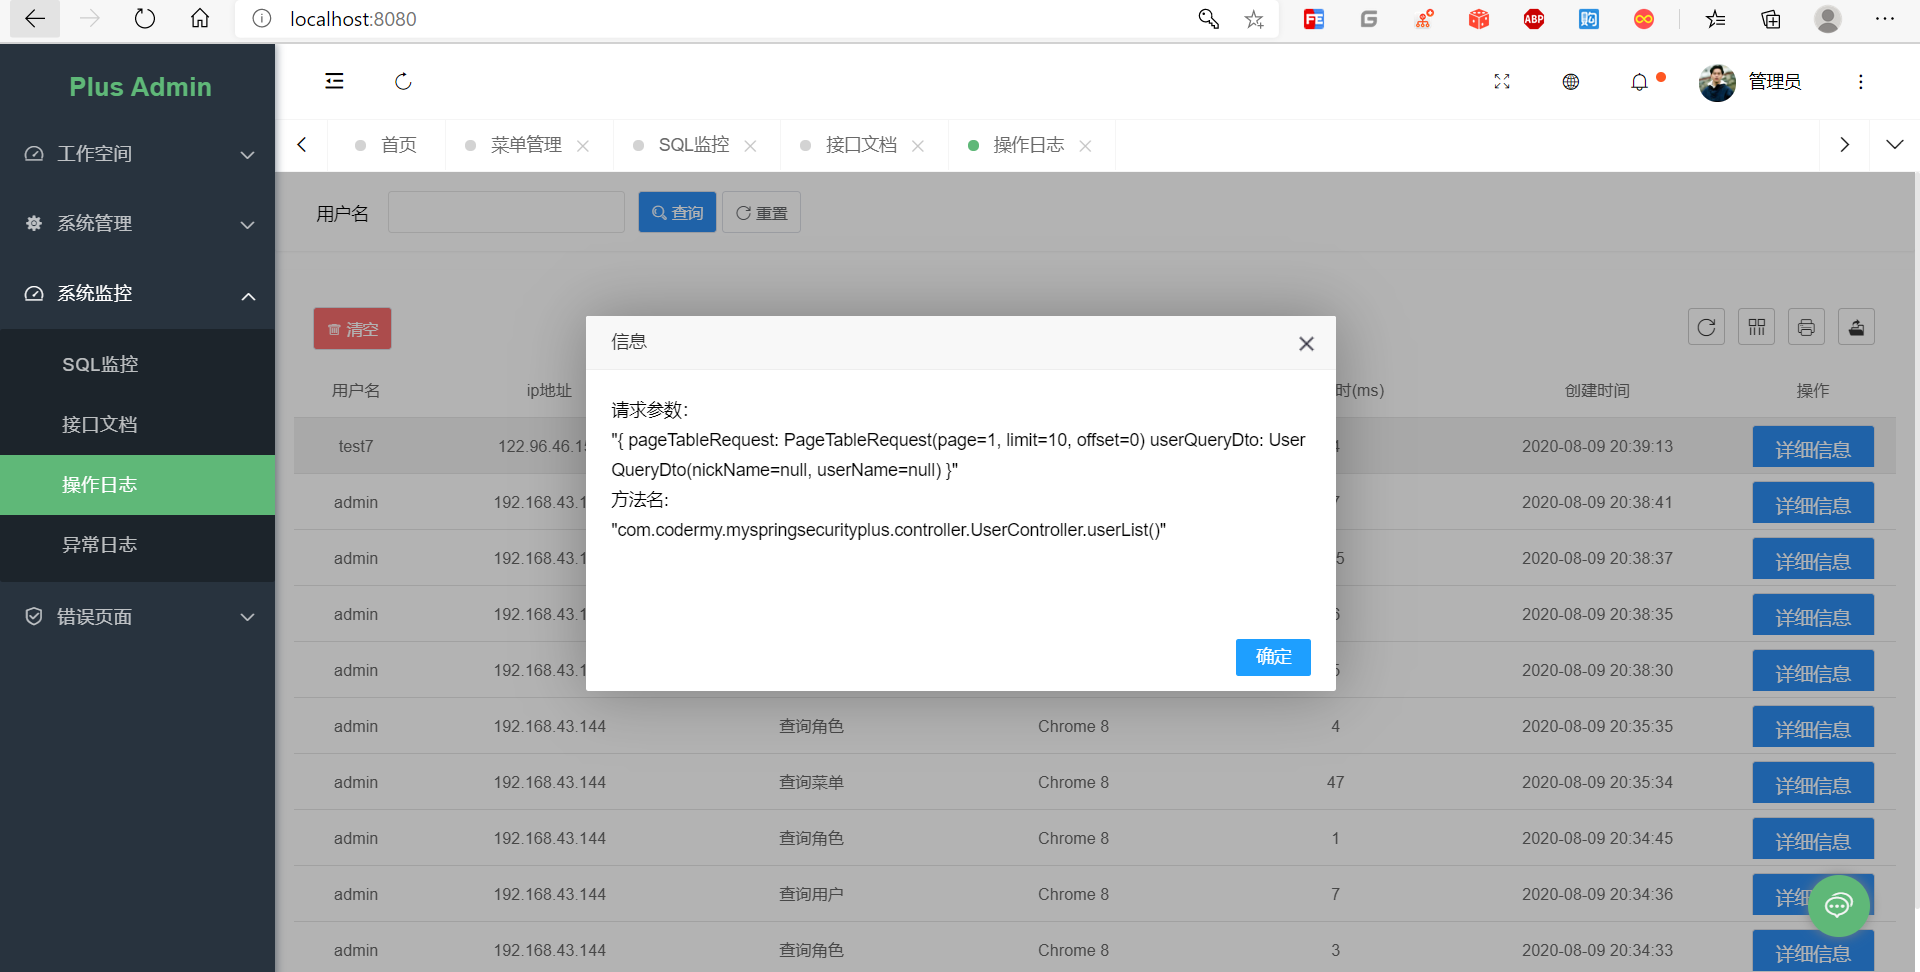 localhost:8080
FE
G
ABP
购
Plus Admin
管理员
首页
菜单管理
SQL监控
接口文档
操作日志
工作空间
系统管理
系统监控
SQL监控
接口文档
操作日志
异常日志
错误页面
用户名
查询
重置
清空
用户名 ip地址 时(ms) 创建时间 操作
test7 122.96.46.1 2020-08-09 20:39:13 详细信息
admin 192.168.43.1 2020-08-09 20:38:41 详细信息
admin 192.168.43.1 5 2020-08-09 20:38:37 详细信息
admin 192.168.43.1 2020-08-09 20:38:35 详细信息
admin 192.168.43.1 2020-08-09 20:38:30 详细信息
admin 192.168.43.144 查询角色 Chrome 8 4 2020-08-09 20:35:35 详细信息
admin 192.168.43.144 查询菜单 Chrome 8 47 2020-08-09 20:35:34 详细信息
admin 192.168.43.144 查询角色 Chrome 8 1 2020-08-09 20:34:45 详细信息
admin 192.168.43.144 查询用户 Chrome 8 7 2020-08-09 20:34:36 详细
admin 192.168.43.144 查询角色 Chrome 8 3 2020-08-09 20:34:33 详细信息
信息
请求参数:
"{ pageTableRequest: PageTableRequest(page=1, limit=10, offset=0) userQueryDto: User
QueryDto(nickName=null, userName=null) }"
方法名:
"com.codermy.myspringsecurityplus.controller.UserController.userList()"
确定